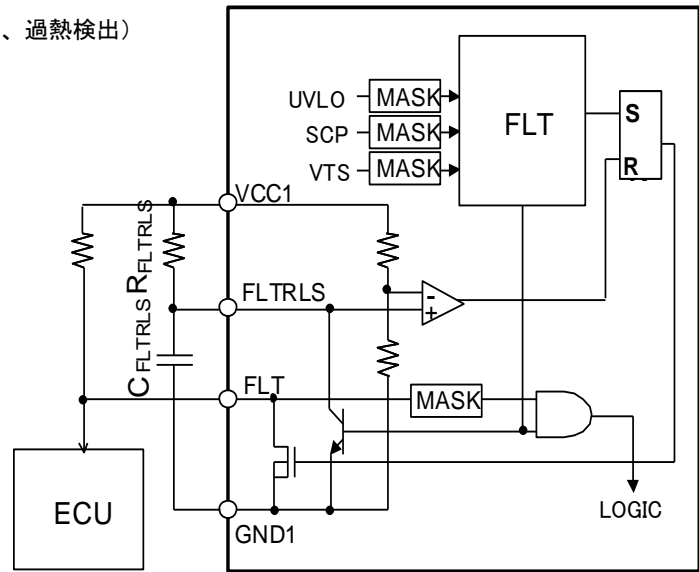 、過熱検出）
UVLO
MASK
SCP
MASK
VTS
MASK
FLT
S
R
VCC1
CFLTRLS RFLTRLS
FLTRLS
-
+
FLT
MASK
ECU
GND1
LOGIC